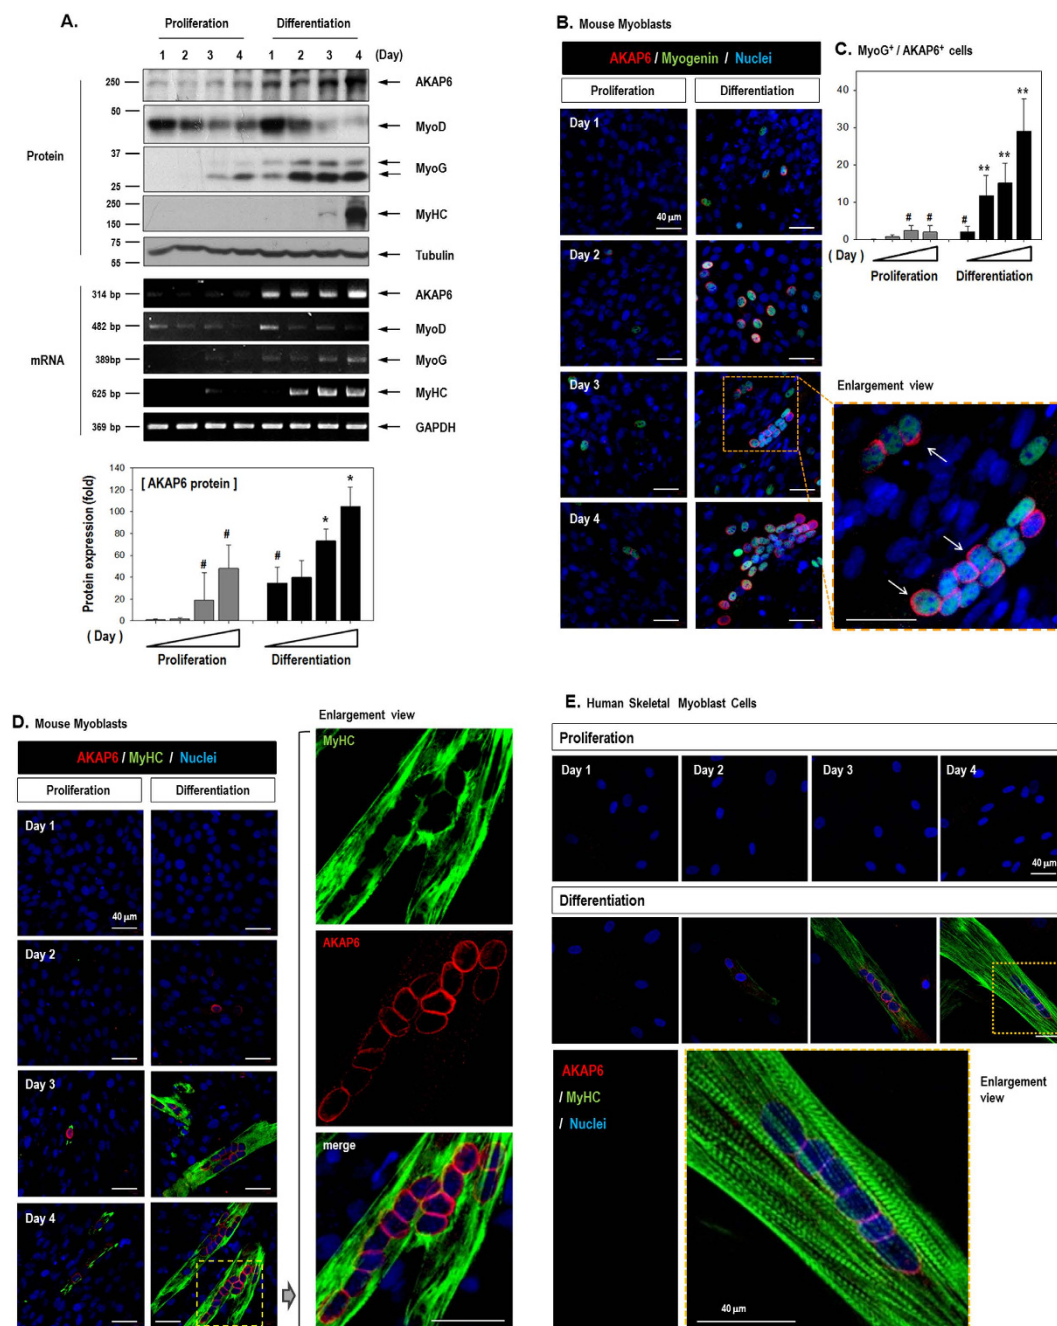 A.
Proliferation Differentiation
1 2 3 4 1 2 3 4 (Day)
Protein
250 AKAP6
50 MyoD
37
25 MyoG
250
150 MyHC
75
55 Tubulin
mRNA
314 bp AKAP6
482 bp MyoD
389bp MyoG
625 bp MyHC
369 bp GAPDH
Protein expression (fold)
140
120
100
80
60
40
20
0
[ AKAP6 protein ]
# # # * *
( Day )
Proliferation Differentiation
B. Mouse Myoblasts
AKAP6 / Myogenin / Nuclei
Proliferation Differentiation
Day 1
40 μm
Day 2
Day 3
Day 4
Enlargement view
C. MyoG+ / AKAP6+ cells
40
30
20
10
0
# # # ** ** **
( Day )
Proliferation Differentiation
D. Mouse Myoblasts
AKAP6 / MyHC / Nuclei
Proliferation Differentiation
Day 1
40 μm
Day 2
Day 3
Day 4
Enlargement view
MyHC
AKAP6
merge
E. Human Skeletal Myoblast Cells
Proliferation
Day 1 Day 2 Day 3 Day 4
40 μm
Differentiation
AKAP6
/ MyHC
/ Nuclei
40 μm
Enlargement
view